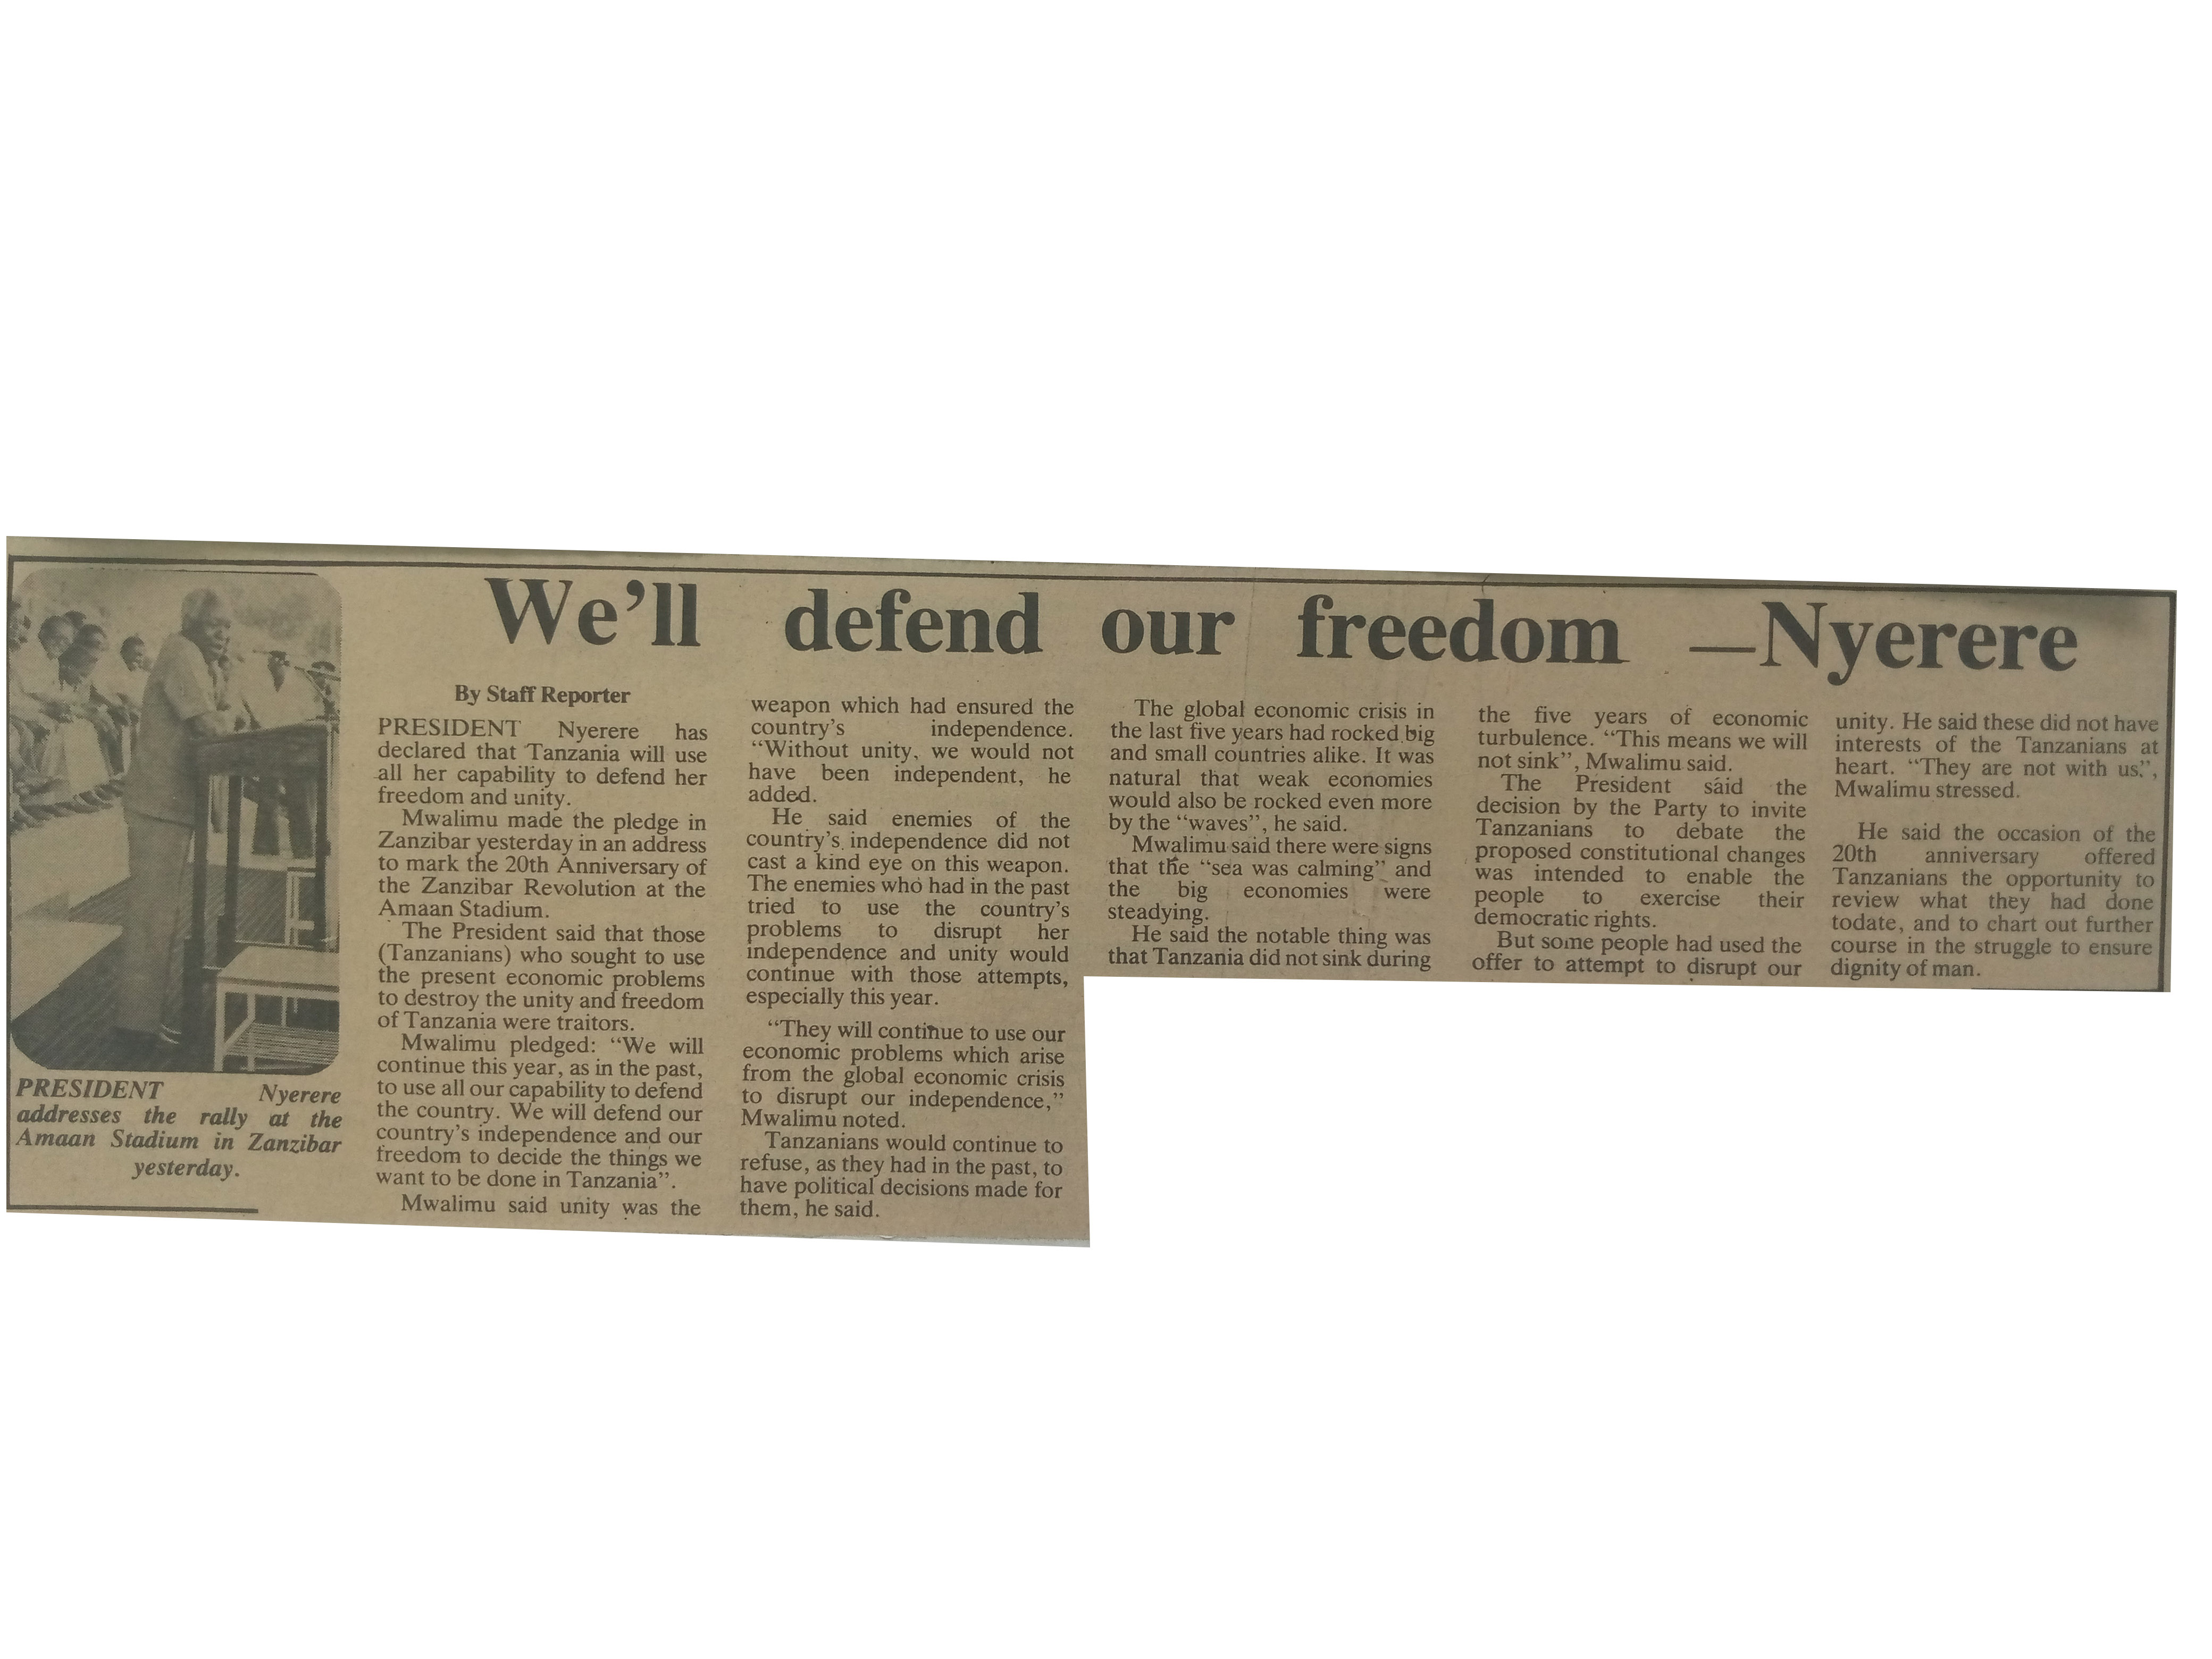 We'll defend our freedom —Nyerere
PRESIDENT Nyerere
addresses the rally at the
Amaan Stadium in Zanzibar
yesterday.
By Staff Reporter
PRESIDENT Nyerere has
declared that Tanzania will use
all her capability to defend her
freedom and unity.
Mwalimu made the pledge in
Zanzibar yesterday in an address
to mark the 20th Anniversary of
the Zanzibar Revolution at the
Amaan Stadium.
The President said that those
(Tanzanians) who sought to use
the present economic problems
to destroy the unity and freedom
of Tanzania were traitors.
Mwalimu pledged: “We will
continue this year, as in the past,
to use all our capability to defend
the country. We will defend our
country's independence and our
freedom to decide the things we
want to be done in Tanzania”.
Mwalimu said unity was the
weapon which had ensured the
country's independence.
“Without unity, we would not
have been independent, he
added.
He said enemies of the
country's independence did not
cast a kind eye on this weapon.
The enemies who had in the past
tried to use the country's
problems to disrupt her
independence and unity would
continue with those attempts,
especially this year.
“They will continue to use our
economic problems which arise
from the global economic crisis
to disrupt our independence,”
Mwalimu noted.
Tanzanians would continue to
refuse, as they had in the past, to
have political decisions made for
them, he said.
The global economic crisis in
the last five years had rocked big
and small countries alike. It was
natural that weak economies
would also be rocked even more
by the “waves”, he said.
Mwalimu said there were signs
that the “sea was calming” and
the big economies were
steadying.
He said the notable thing was
that Tanzania did not sink during
the five years of economic
turbulence. “This means we will
not sink”, Mwalimu said.
The President said the
decision by the Party to invite
Tanzanians to debate the
proposed constitutional changes
was intended to enable the
people to exercise their
democratic rights.
But some people had used the
offer to attempt to disrupt our
unity. He said these did not have
interests of the Tanzanians at
heart. “They are not with us”,
Mwalimu stressed.
He said the occasion of the
20th anniversary offered
Tanzanians the opportunity to
review what they had done
todate, and to chart out further
course in the struggle to ensure
dignity of man.